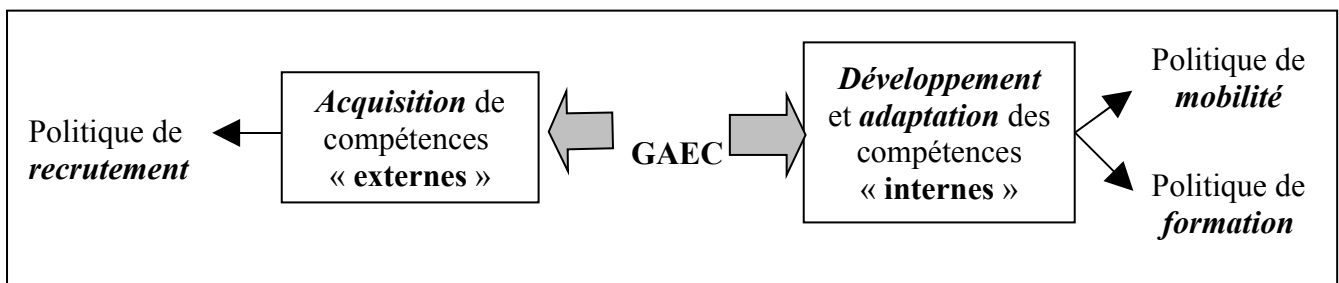 Politique de
recrutement
Acquisition de
compétences
« externes »
GAEC
Développement
et adaptation des
compétences
« internes »
Politique de
mobilité
Politique de
formation